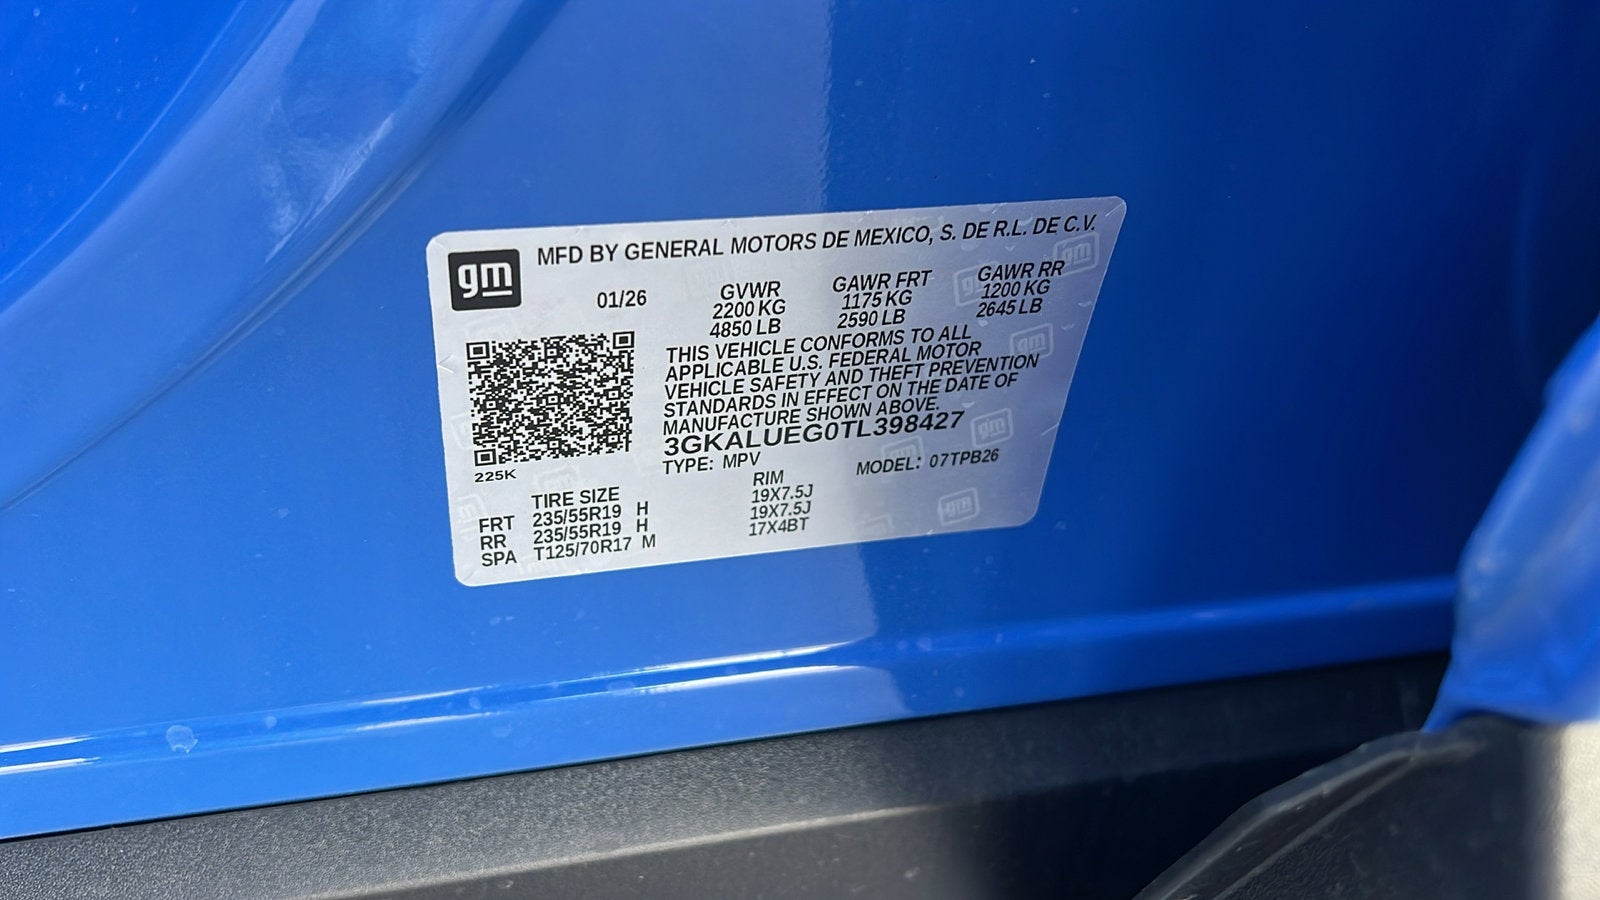 gm
MFD BY GENERAL MOTORS DE MEXICO, S. DE R.L. DE C.V.
01/26
GVWR GAWR FRT GAWR RR
2200 KG 1175 KG 1200 KG
4850 LB 2590 LB 2645 LB
THIS VEHICLE CONFORMS TO ALL
APPLICABLE U.S. FEDERAL MOTOR
VEHICLE SAFETY AND THEFT PREVENTION
STANDARDS IN EFFECT ON THE DATE OF
MANUFACTURE SHOWN ABOVE.
3GKALUEG0TL398427
TYPE: MPV MODEL: 07TPB26
225K
TIRE SIZE RIM
FRT 235/55R19 H 19X7.5J
RR 235/55R19 H 19X7.5J
SPA T125/70R17 M 17X4BT